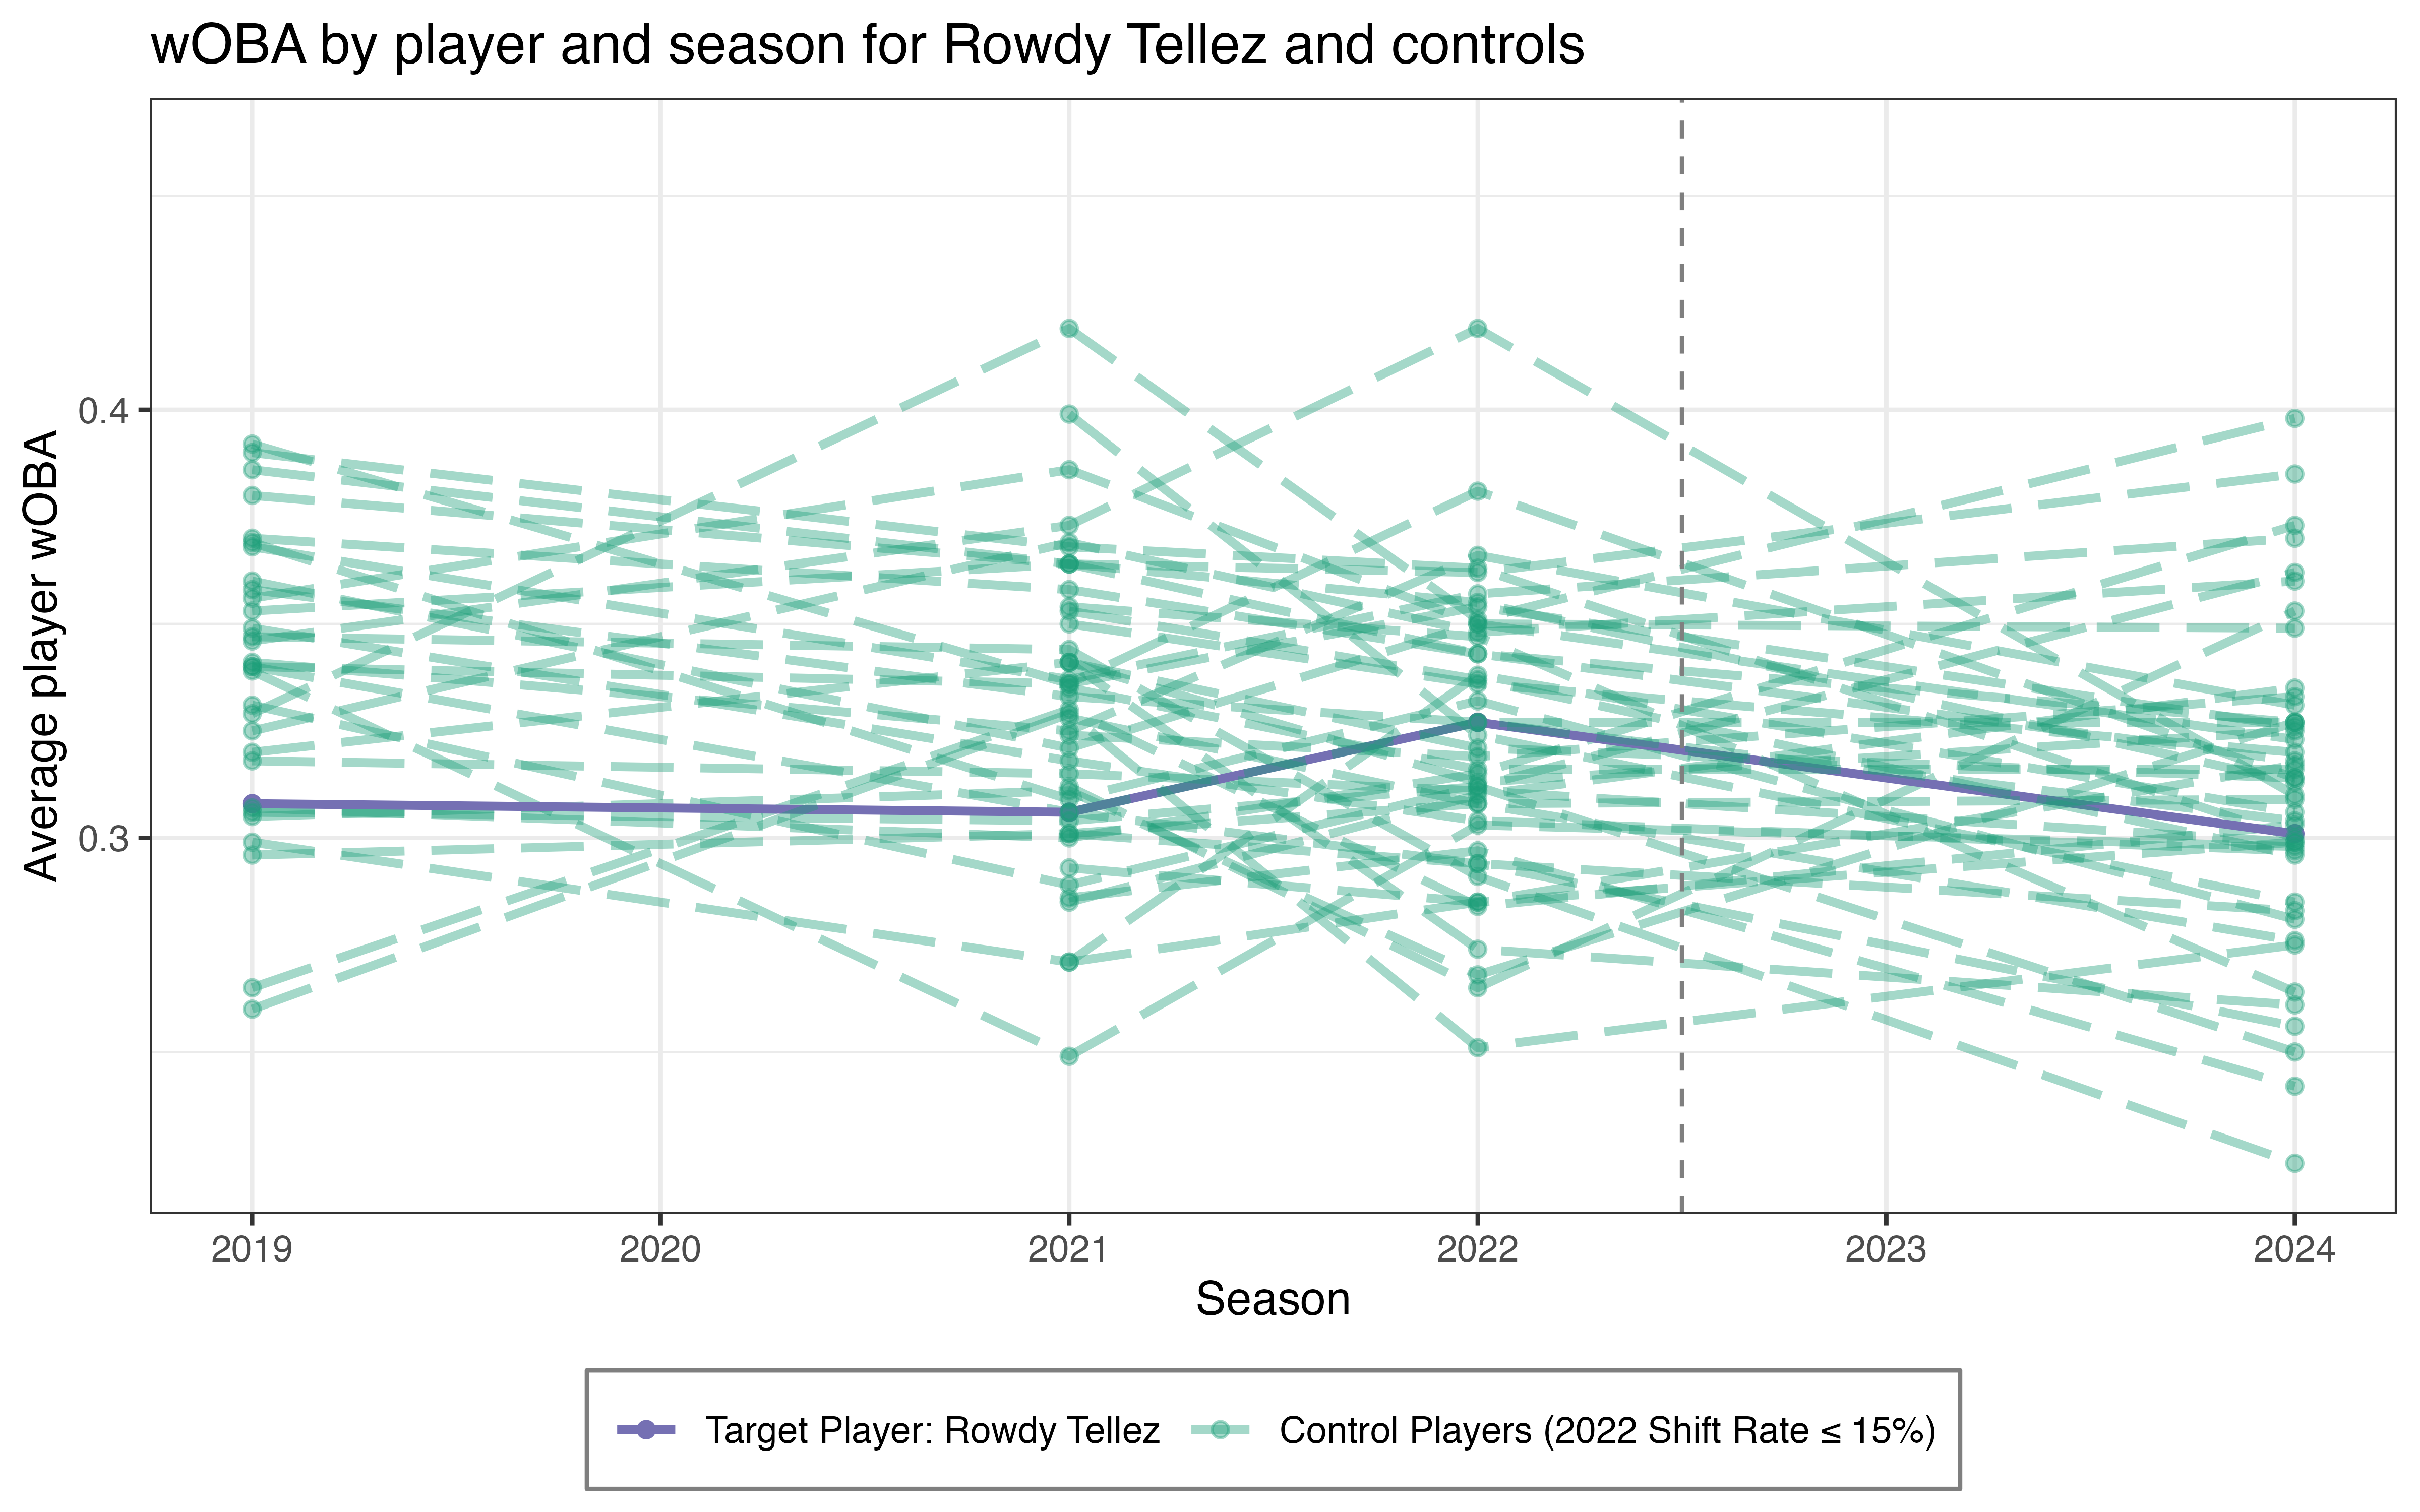 wOBA by player and season for Rowdy Tellez and controls
Average player wOBA
0.4
0.3
2019 2020 2021 2022 2023 2024
Season
Target Player: Rowdy Tellez Control Players (2022 Shift Rate ≤ 15%)